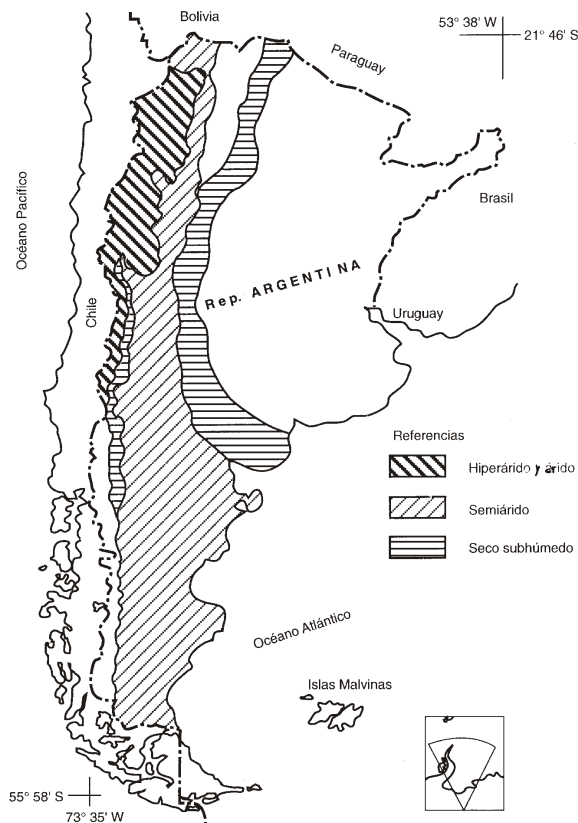 Bolivia
53° 38' W
21° 46' S
Paraguay
Océano Pacífico
Brasil
Rep. ARGENTINA
Chile
Uruguay
Referencias
Hiperárido y árido
Semiárido
Seco subhúmedo
Océano Atlántico
Islas Malvinas
55° 58' S
73° 35' W